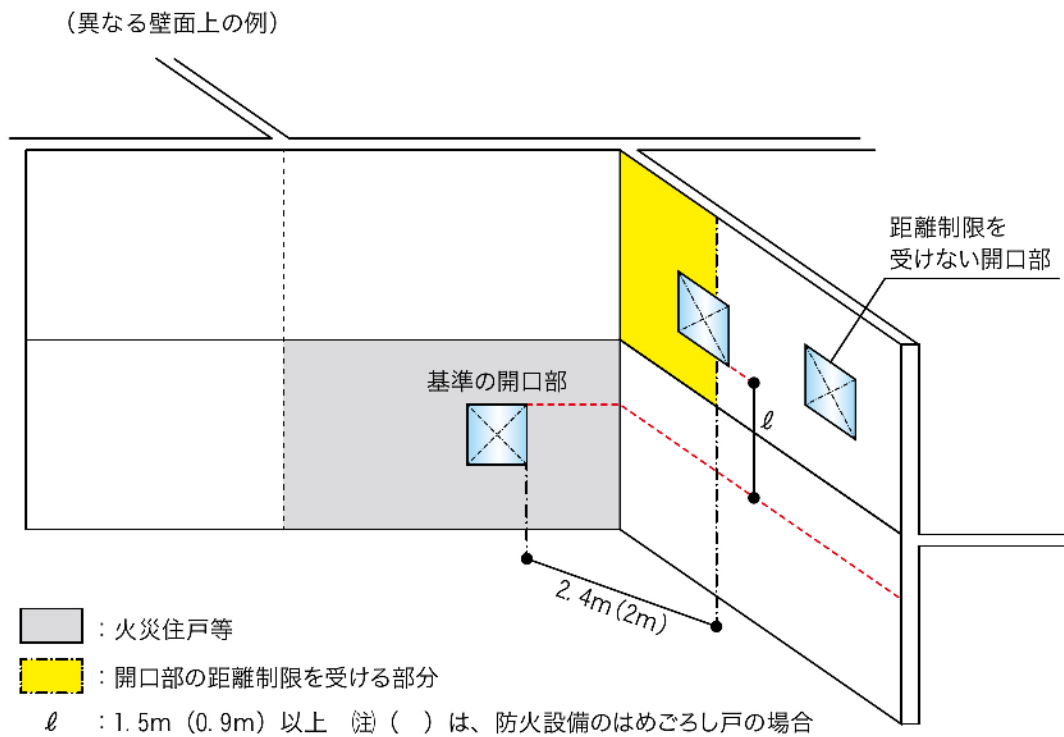 （異なる壁面上の例）
距離制限を
受けない開口部
基準の開口部
ℓ
2.4m(2m)
：火災住戸等
：開口部の距離制限を受ける部分
ℓ ：1.5m（0.9m）以上 ㊟（ ）は、防火設備のはめごろし戸の場合